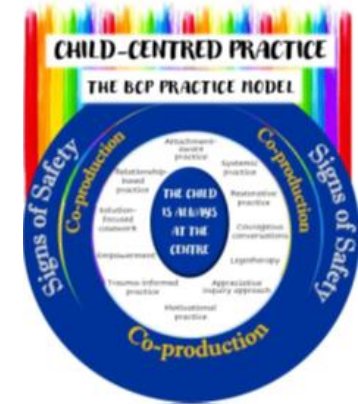 CHILD-CENTRED PRACTICE
THE BCP PRACTICE MODEL
Signs of Safety
Co-production
Co-production
Signs of Safety
Attachment-
aware
practice
Systemic
practice
Restorative
practice
Courageous
conversations
Logotherapy
Appreciative
inquiry approach
Motivational
practice
Trauma-informed
practice
Empowerment
Solution-
focused
casework
Relationship-
based
practice
THE CHILD
IS ALWAYS
AT THE
CENTRE
Co-production